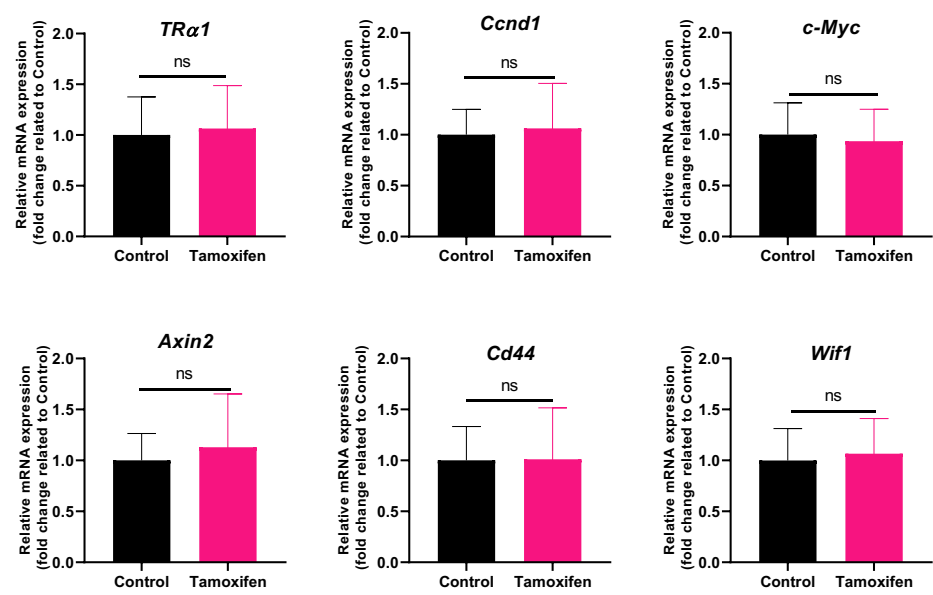 TRα1
Relative mRNA expression
(fold change related to Control)
2.0
1.5
1.0
0.5
0.0
ns
Control Tamoxifen
Ccnd1
Relative mRNA expression
(fold change related to Control)
2.0
1.5
1.0
0.5
0.0
ns
Control Tamoxifen
c-Myc
Relative mRNA expression
(fold change related to Control)
2.0
1.5
1.0
0.5
0.0
ns
Control Tamoxifen
Axin2
Relative mRNA expression
(fold change related to Control)
2.0
1.5
1.0
0.5
0.0
ns
Control Tamoxifen
Cd44
Relative mRNA expression
(fold change related to Control)
2.0
1.5
1.0
0.5
0.0
ns
Control Tamoxifen
Wif1
Relative mRNA expression
(fold change related to Control)
2.0
1.5
1.0
0.5
0.0
ns
Control Tamoxifen